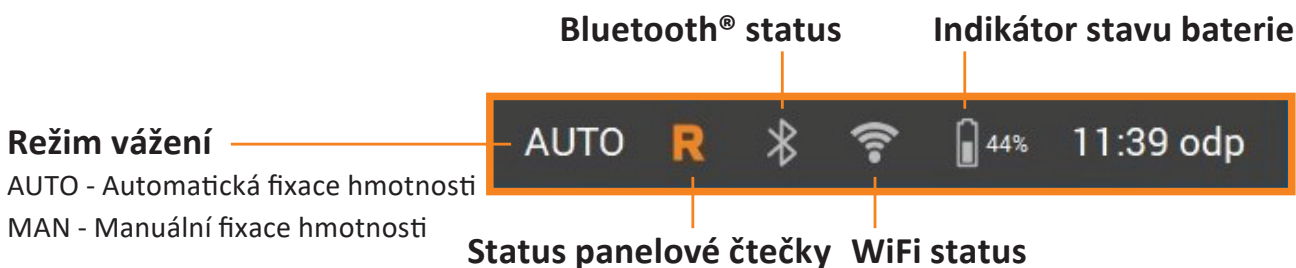 Bluetooth® status
Indikátor stavu baterie
Režim vážení
AUTO - Automatická fixace hmotnosti
MAN - Manuální fixace hmotnosti
AUTO R 44% 11:39 odp
Status panelové čtečky
WiFi status